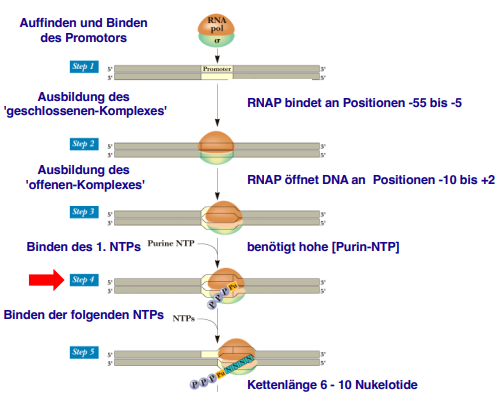 Auffinden und Binden
des Promotors
RNA
pol
σ
Step 1
5' Promoter 3'
3' 5'
Ausbildung des
'geschlossenen-Komplexes'
RNAP bindet an Positionen -55 bis -5
Step 2
5' 3'
3' 5'
Ausbildung des
'offenen-Komplexes'
RNAP öffnet DNA an Positionen -10 bis +2
Step 3
5' 3'
3' 5'
Binden des 1. NTPs
Purine NTP
benötigt hohe [Purin-NTP]
Step 4
5' 3'
3' 5'
P P P Pu
Binden der folgenden NTPs
NTPs
Step 5
5' 3'
3' 5'
P P P Pu N N N N N
Kettenlänge 6 - 10 Nukelotide